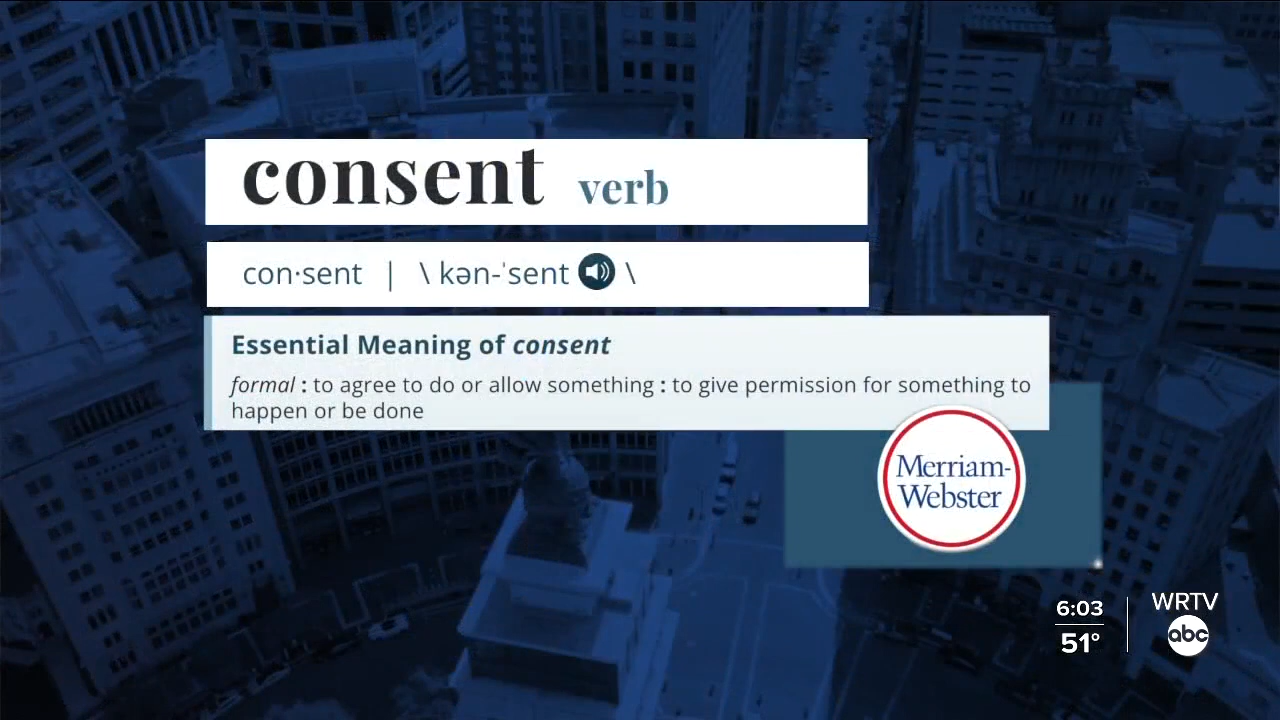 consent verb
con·sent | \ kən-ˈsent \
Essential Meaning of consent
formal : to agree to do or allow something : to give permission for something to
happen or be done
Merriam-
Webster
6:03
51°
WRTV
abc